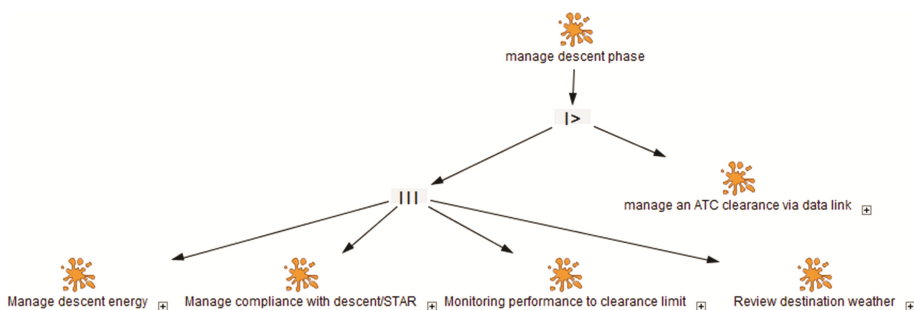 manage descent phase
|>
manage an ATC clearance via data link
|||
Manage descent energy
Manage compliance with descent/STAR
Monitoring performance to clearance limit
Review destination weather